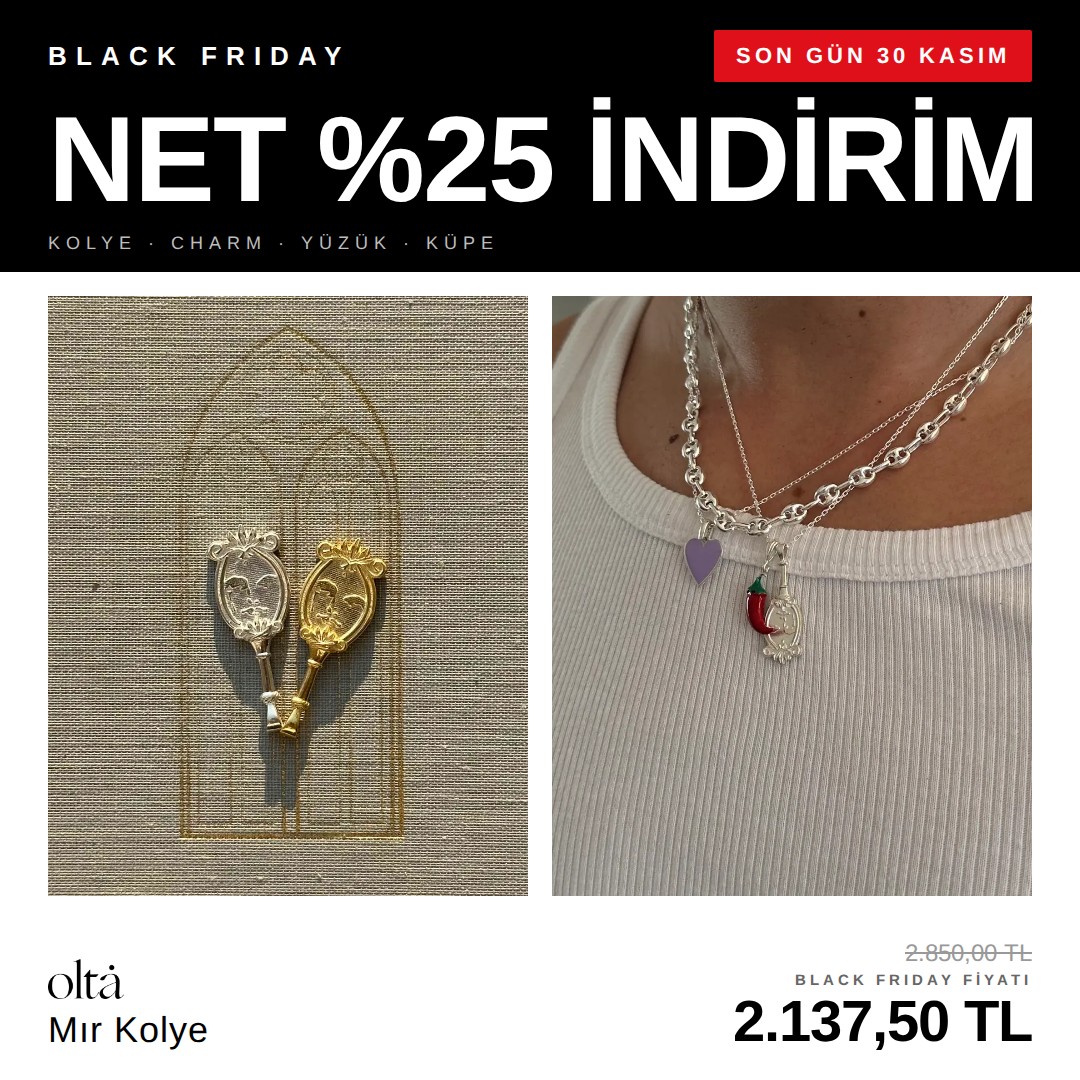 BLACK FRIDAY
SON GÜN 30 KASIM
NET %25 İNDİRİM
KOLYE · CHARM · YÜZÜK · KÜPE
olta
Mır Kolye
2.850,00 TL
BLACK FRIDAY FİYATI
2.137,50 TL